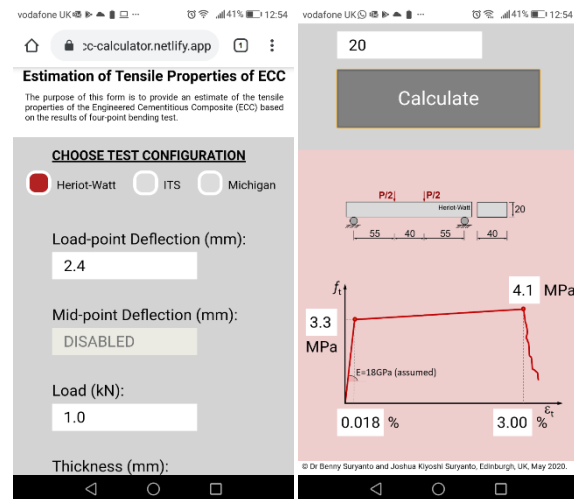 vodafone UK
41% 12:54
cc-calculator.netlify.app
1
Estimation of Tensile Properties of ECC
The purpose of this form is to provide an estimate of the tensile
properties of the Engineered Cementitious Composite (ECC) based
on the results of four-point bending test.
CHOOSE TEST CONFIGURATION
Heriot-Watt ITS Michigan
Load-point Deflection (mm):
2.4
Mid-point Deflection (mm):
DISABLED
Load (kN):
1.0
Thickness (mm):
vodafone UK
41% 12:54
20
Calculate
P/2 P/2
Heriot-Watt
20
55 40 55 40
ft
4.1 MPa
3.3
MPa
E=18GPa (assumed)
εt
0.018 % 3.00 %
© Dr Benny Suryanto and Joshua Kiyoshi Suryanto, Edinburgh, UK, May 2020.